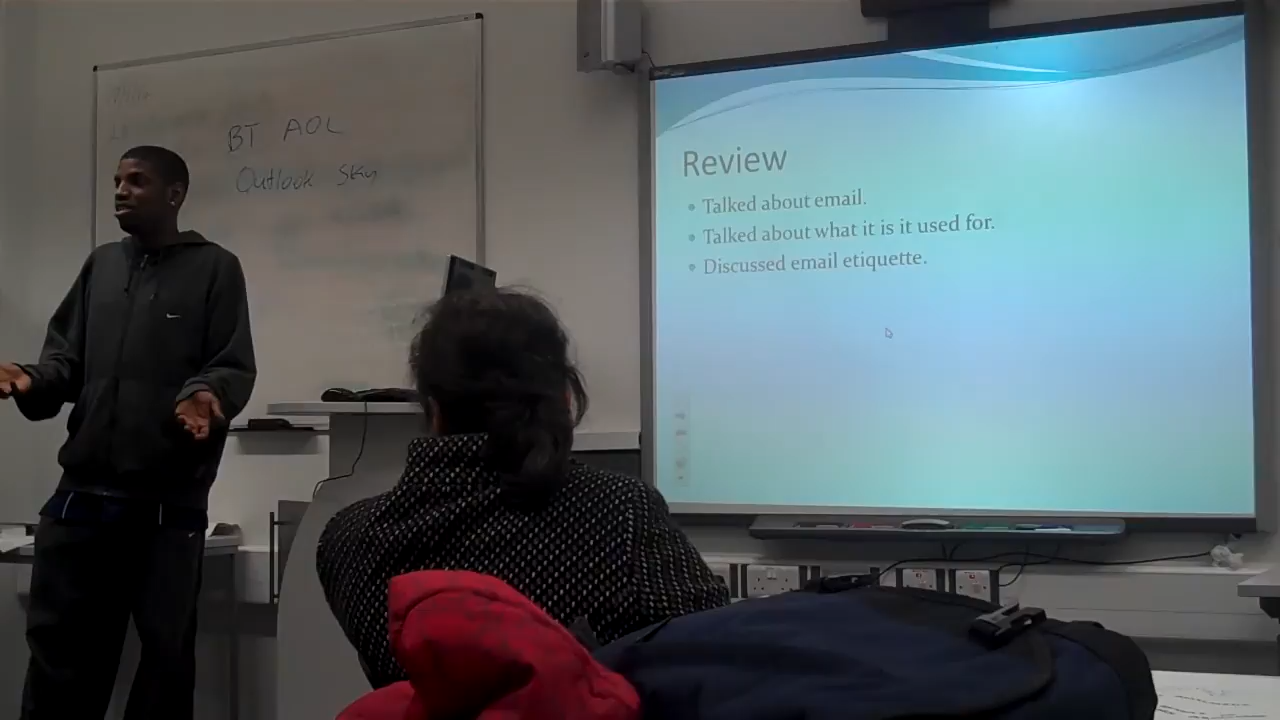 BT AOL
Outlook Sky
Review
• Talked about email.
• Talked about what it is it used for.
• Discussed email etiquette.